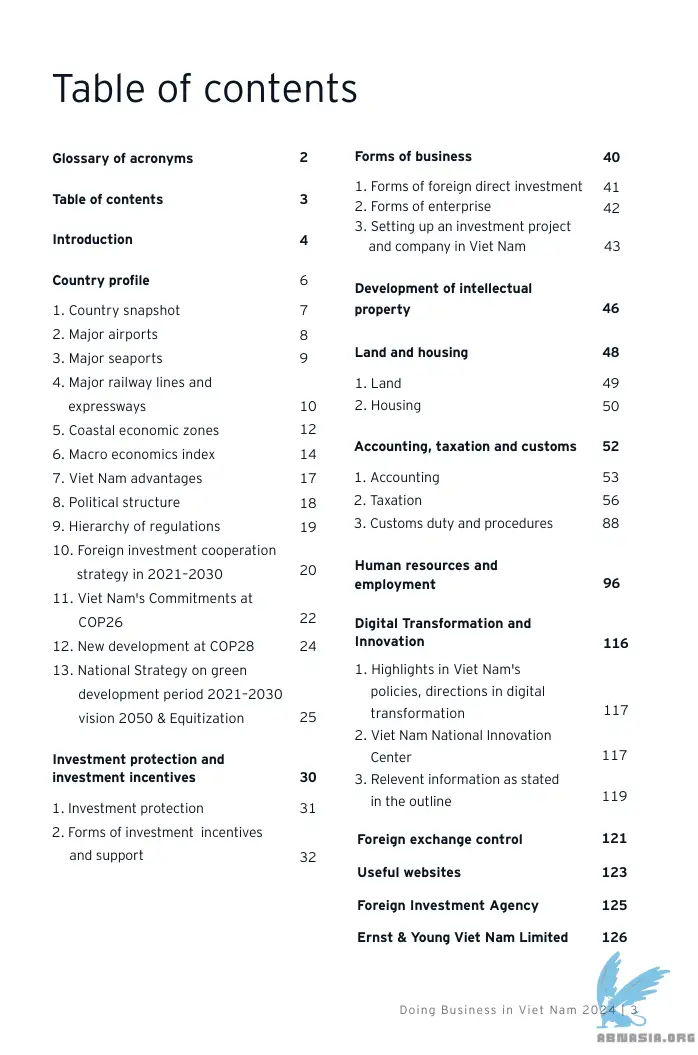 Table of contents
Glossary of acronyms 2
Table of contents 3
Introduction 4
Country profile 6
1. Country snapshot 7
2. Major airports 8
3. Major seaports 9
4. Major railway lines and
expressways 10
5. Coastal economic zones 12
6. Macro economics index 14
7. Viet Nam advantages 17
8. Political structure 18
9. Hierarchy of regulations 19
10. Foreign investment cooperation
strategy in 2021–2030 20
11. Viet Nam's Commitments at
COP26 22
12. New development at COP28 24
13. National Strategy on green
development period 2021–2030
vision 2050 & Equitization 25
Investment protection and
investment incentives 30
1. Investment protection 31
2. Forms of investment incentives
and support 32
Forms of business 40
1. Forms of foreign direct investment 41
2. Forms of enterprise 42
3. Setting up an investment project
and company in Viet Nam 43
Development of intellectual
property 46
Land and housing 48
1. Land 49
2. Housing 50
Accounting, taxation and customs 52
1. Accounting 53
2. Taxation 56
3. Customs duty and procedures 88
Human resources and
employment 96
Digital Transformation and
Innovation 116
1. Highlights in Viet Nam's
policies, directions in digital
transformation 117
2. Viet Nam National Innovation
Center 117
3. Relevent information as stated
in the outline 119
Foreign exchange control 121
Useful websites 123
Foreign Investment Agency 125
Ernst & Young Viet Nam Limited 126
Doing Business in Viet Nam 2024 | 3
ABNASIA.ORG